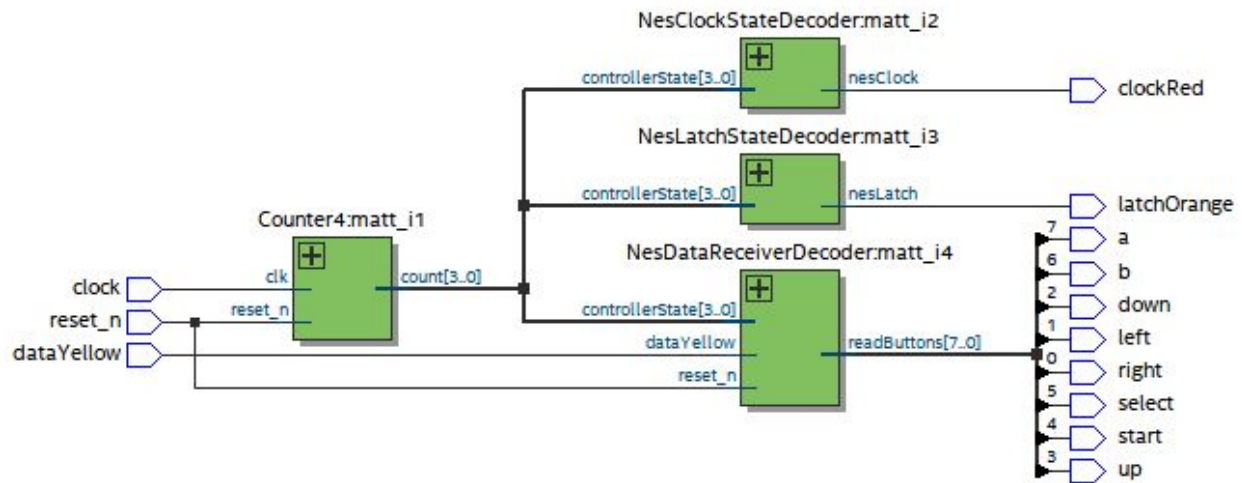 NesClockStateDecoder:matt_i2
controllerState[3..0] nesClock clockRed
NesLatchStateDecoder:matt_i3
controllerState[3..0] nesLatch latchOrange
Counter4:matt_i1
clock clk count[3..0]
reset_n reset_n
NesDataReceiverDecoder:matt_i4
controllerState[3..0]
dataYellow dataYellow readButtons[7..0]
reset_n
7 a
6 b
2 down
1 left
0 right
5 select
4 start
3 up